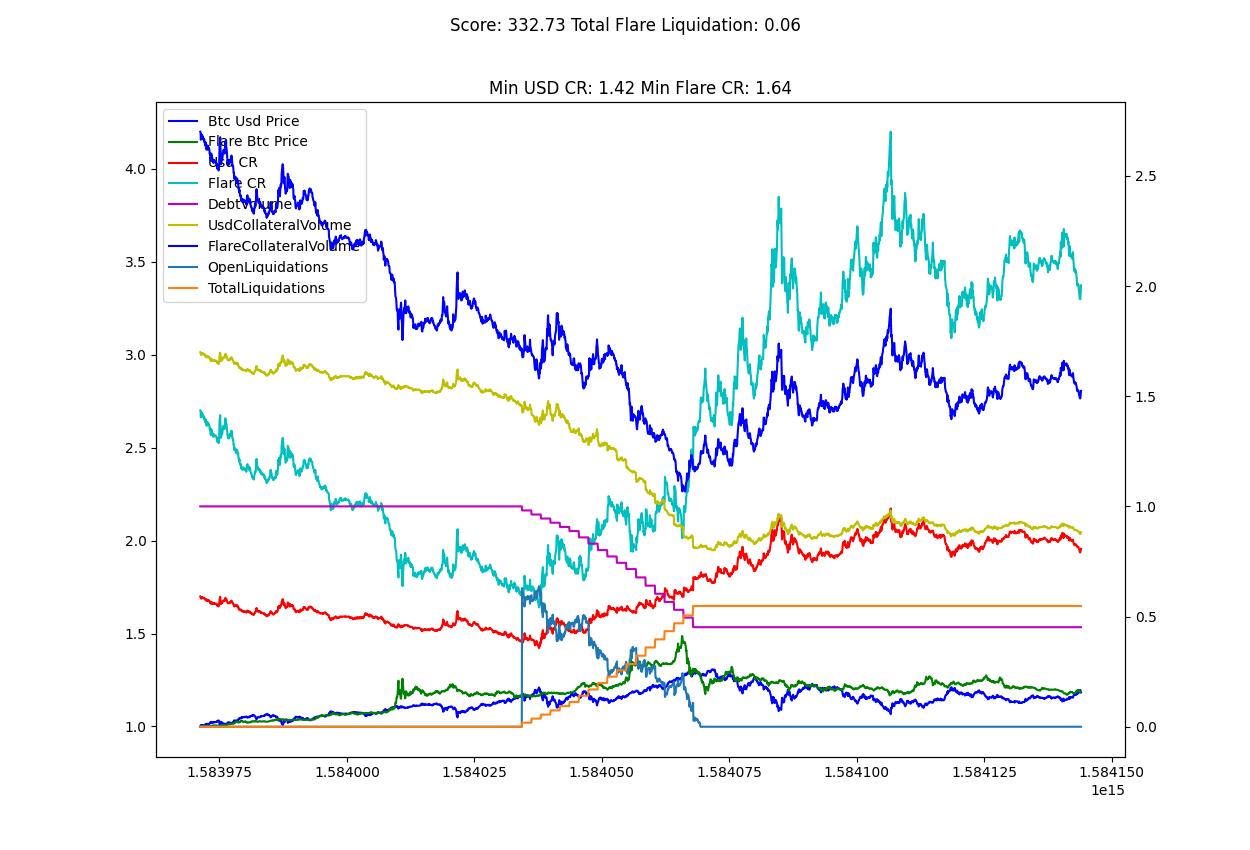 Score: 332.73 Total Flare Liquidation: 0.06
Min USD CR: 1.42 Min Flare CR: 1.64
Btc Usd Price
Flare Btc Price
Usd CR
Flare CR
DebtVolume
UsdCollateralVolume
FlareCollateralVolume
OpenLiquidations
TotalLiquidations
4.0
3.5
3.0
2.5
2.0
1.5
1.0
2.5
2.0
1.5
1.0
0.5
0.0
1.583975 1.584000 1.584025 1.584050 1.584075 1.584100 1.584125 1.584150
1e15